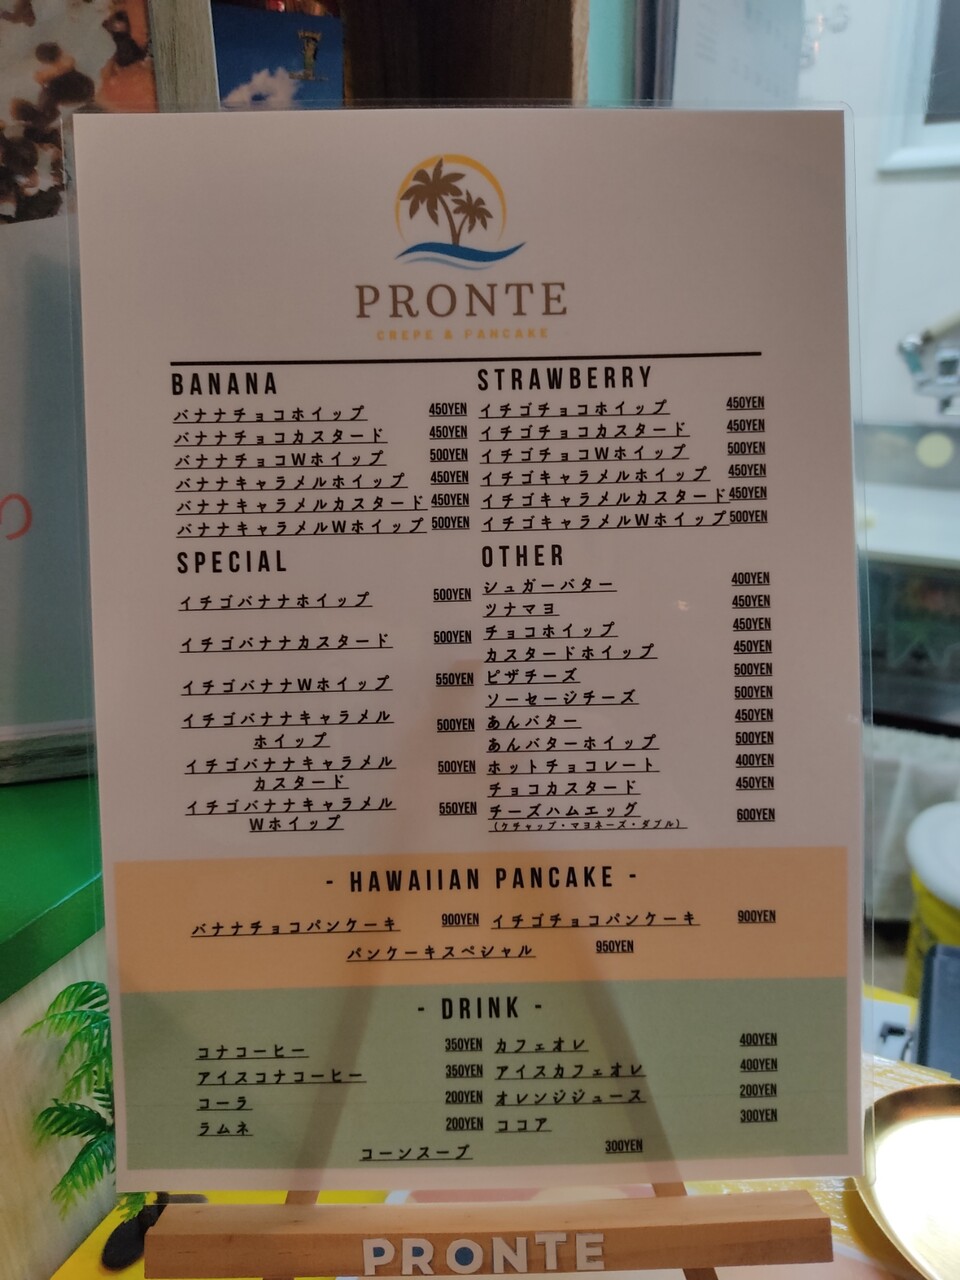 PRONTE
CREPE & PANCAKE
BANANA
バナナチョコホイップ 450YEN
バナナチョコカスタード 450YEN
バナナチョコWホイップ 500YEN
バナナキャラメルホイップ 450YEN
バナナキャラメルカスタード 450YEN
バナナキャラメルWホイップ 500YEN
STRAWBERRY
イチゴチョコホイップ 450YEN
イチゴチョコカスタード 450YEN
イチゴチョコWホイップ 500YEN
イチゴキャラメルホイップ 450YEN
イチゴキャラメルカスタード 450YEN
イチゴキャラメルWホイップ 500YEN
SPECIAL
イチゴバナナホイップ 500YEN
イチゴバナナカスタード 500YEN
イチゴバナナWホイップ 550YEN
イチゴバナナキャラメル
ホイップ 500YEN
イチゴバナナキャラメル
カスタード 500YEN
イチゴバナナキャラメル
Wホイップ 550YEN
OTHER
シュガーバター 400YEN
ツナマヨ 450YEN
チョコホイップ 450YEN
カスタードホイップ 450YEN
ピザチーズ 500YEN
ソーセージチーズ 500YEN
あんバター 450YEN
あんバターホイップ 500YEN
ホットチョコレート 400YEN
チョコカスタード 450YEN
チーズハムエッグ 600YEN
(ケチャップ・マヨネーズ・ダブル)
- HAWAIIAN PANCAKE -
バナナチョコパンケーキ 900YEN イチゴチョコパンケーキ 900YEN
パンケーキスペシャル 950YEN
- DRINK -
コナコーヒー 350YEN カフェオレ 400YEN
アイスコナコーヒー 350YEN アイスカフェオレ 400YEN
コーラ 200YEN オレンジジュース 200YEN
ラムネ 200YEN ココア 300YEN
コーンスープ 300YEN
PRONTE